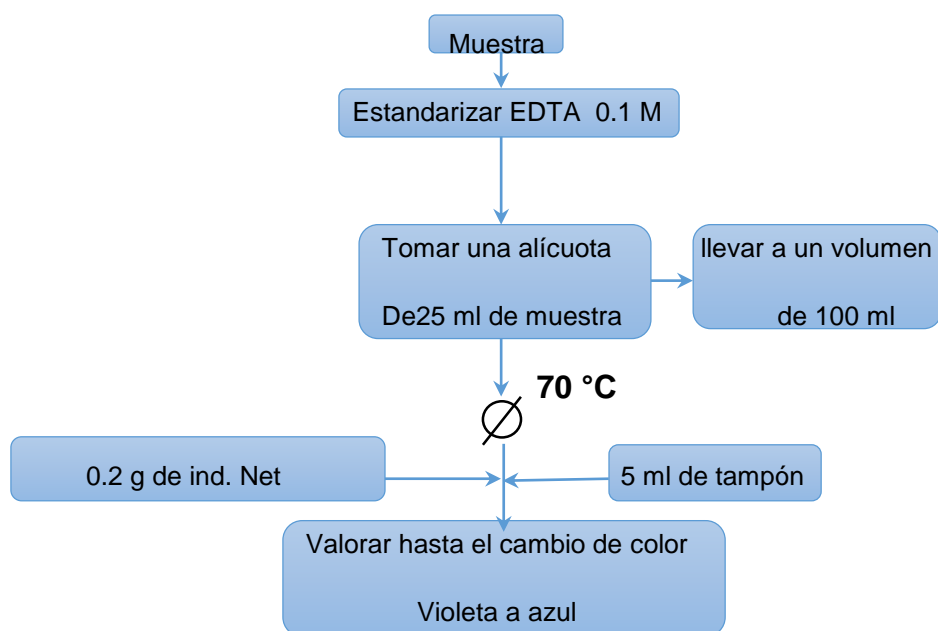 Muestra
Estandarizar EDTA 0.1 M
Tomar una alícuota
De25 ml de muestra
llevar a un volumen
de 100 ml
70 °C
0.2 g de ind. Net
5 ml de tampón
Valorar hasta el cambio de color
Violeta a azul